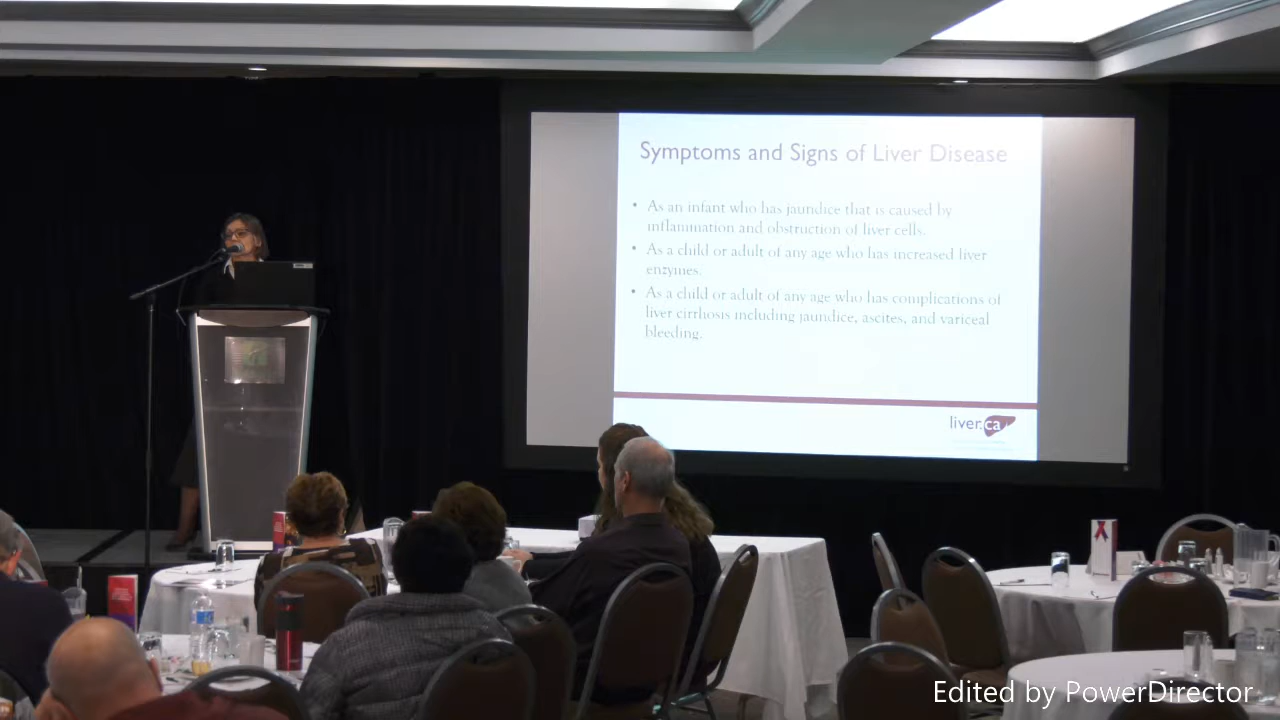 Symptoms and Signs of Liver Disease
• As an infant who has jaundice that is caused by
inflammation and obstruction of liver cells.
• As a child or adult of any age who has increased liver
enzymes.
• As a child or adult of any age who has complications of
liver cirrhosis including jaundice, ascites, and variceal
bleeding.
liver.ca
Edited by PowerDirector